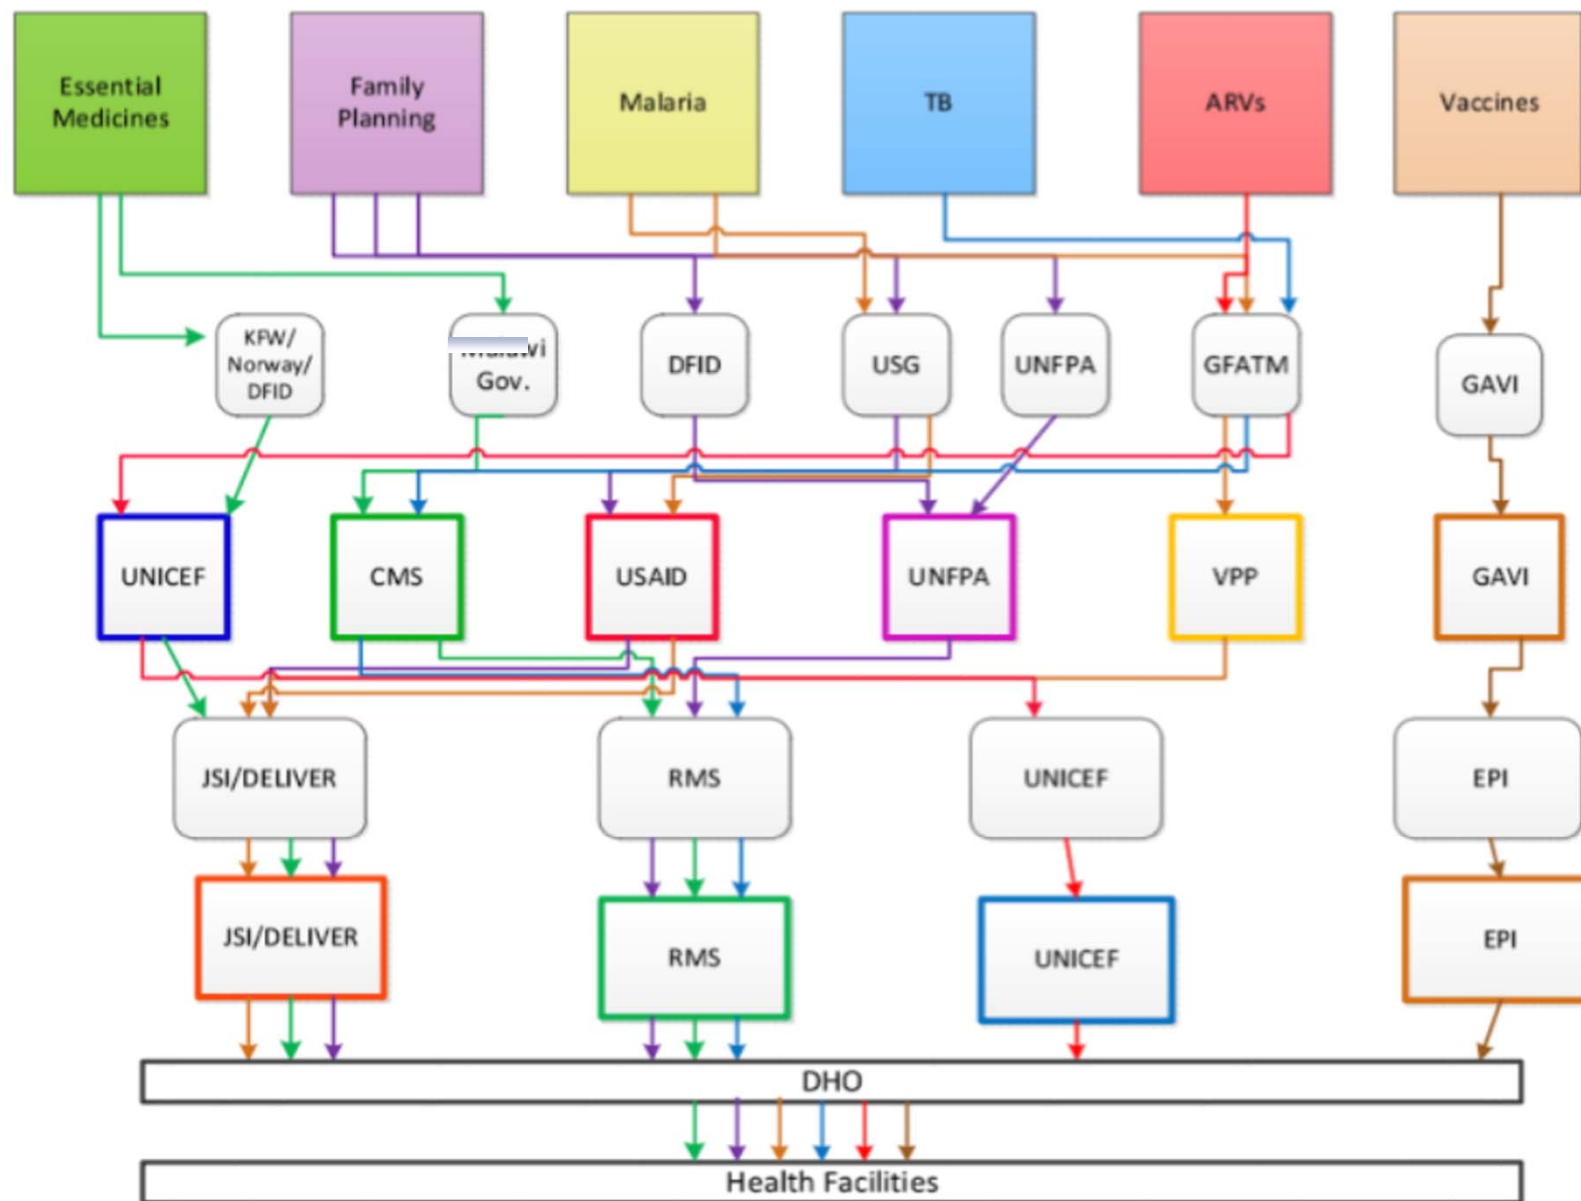 Essential
Medicines
Family
Planning
Malaria
TB
ARVs
Vaccines
KFW/
Norway/
DFID
Gov.
DFID
USG
UNFPA
GFATM
GAVI
UNICEF
CMS
USAID
UNFPA
VPP
GAVI
JSI/DELIVER
RMS
UNICEF
EPI
JSI/DELIVER
RMS
UNICEF
EPI
DHO
Health Facilities